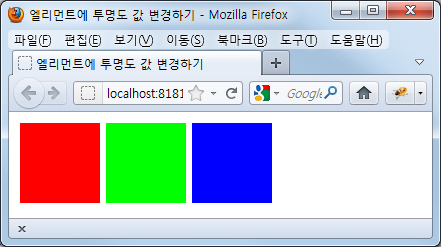 엘리먼트에 투명도 값 변경하기 - Mozilla Firefox
파일(F) 편집(E) 보기(V) 이동(S) 북마크(B) 도구(T) 도움말(H)
엘리먼트에 투명도 값 변경하기
localhost:8181 Google